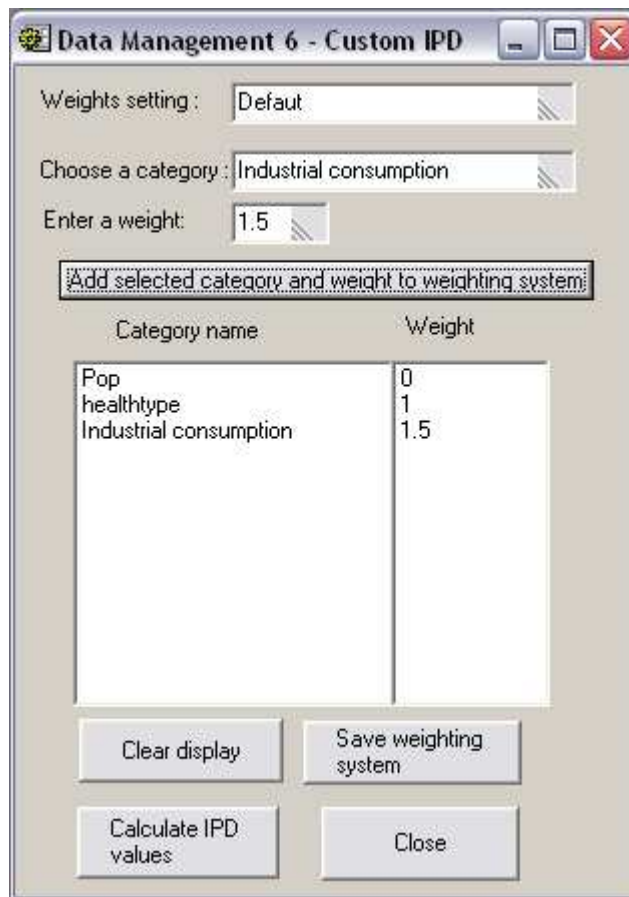 Data Management 6 - Custom IPD
Weights setting : Defaut
Choose a category : Industrial consumption
Enter a weight: 1.5
Add selected category and weight to weighting system
Category name Weight
Pop 0
healthtype 1
Industrial consumption 1.5
Clear display
Save weighting
system
Calculate IPD
values
Close